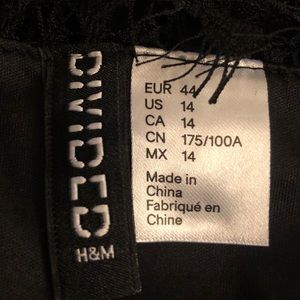 DIVIDED
H&M
EUR 44
US 14
CA 14
CN 175/100A
MX 14
Made in
China
Fabriqué en
Chine